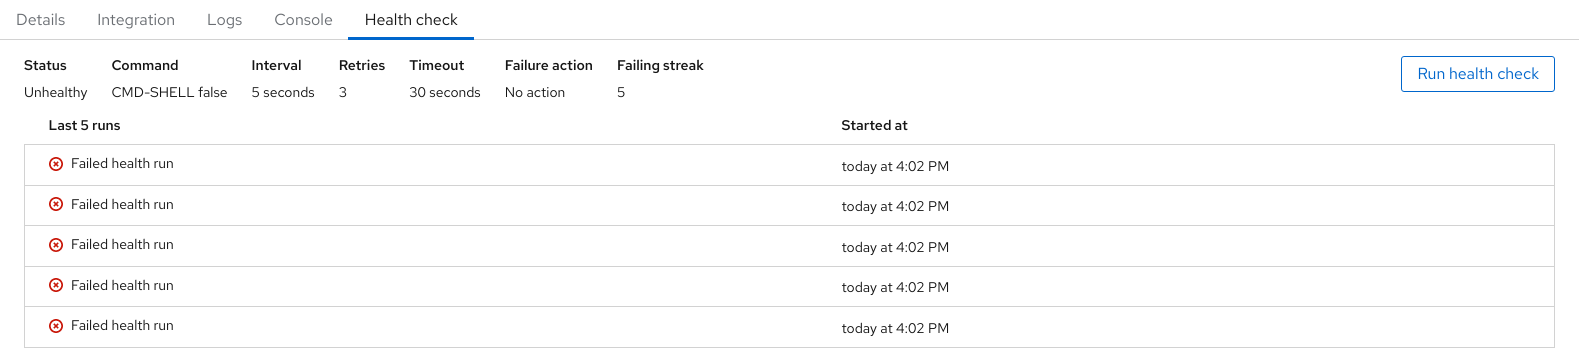 Details Integration Logs Console Health check
Status Command Interval Retries Timeout Failure action Failing streak
Run health check
Unhealthy CMD-SHELL false 5 seconds 3 30 seconds No action 5
Last 5 runs Started at
Failed health run today at 4:02 PM
Failed health run today at 4:02 PM
Failed health run today at 4:02 PM
Failed health run today at 4:02 PM
Failed health run today at 4:02 PM